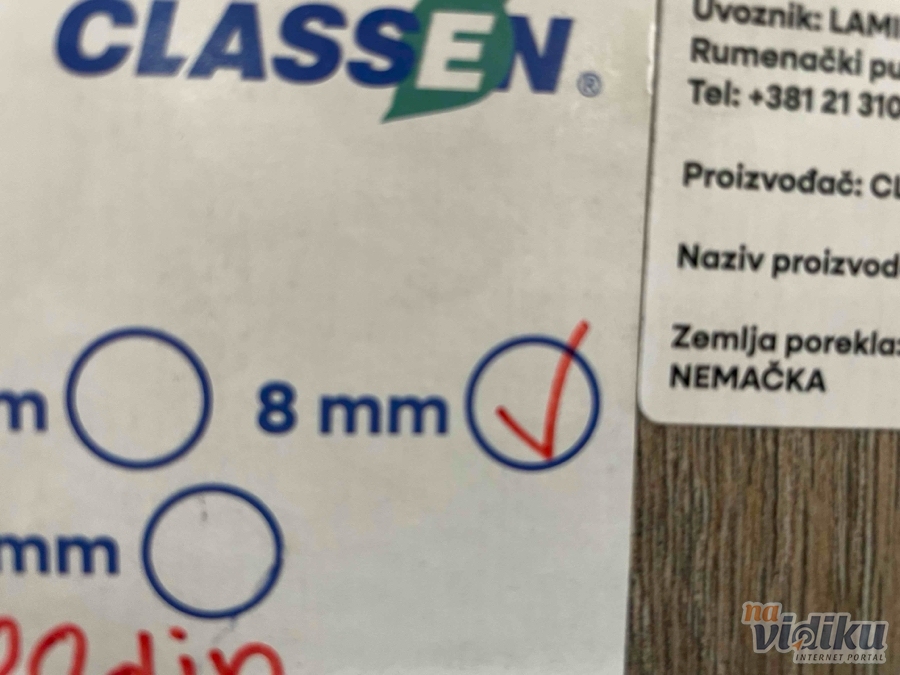 CLASSEN®
8 mm
mm
Uvoznik: LAMI
Rumenački pu
Tel: +381 21 310
Proizvođač: CL
Naziv proizvod
Zemlja porekla:
NEMAČKA
na
vidiku
INTERNET PORTAL